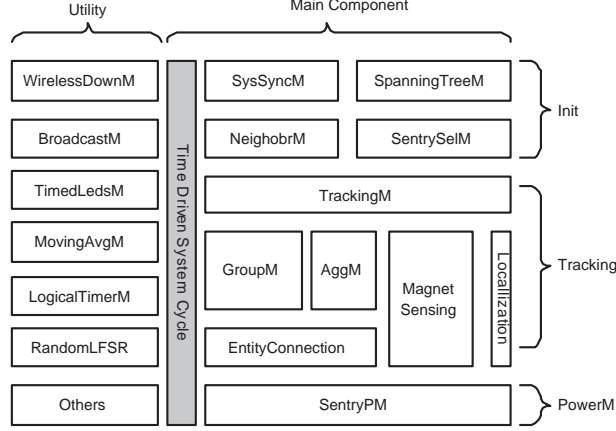 Utility
Main Component
WirelessDownM
SysSyncM
SpanningTreeM
Init
BroadcastM
NeighobrM
SentrySelM
Time Driven System Cycle
TimedLedsM
TrackingM
MovingAvgM
GroupM
AggM
Magnet
Sensing
Locallization
Tracking
LogicalTimerM
RandomLFSR
EntityConnection
Others
SentryPM
PowerM